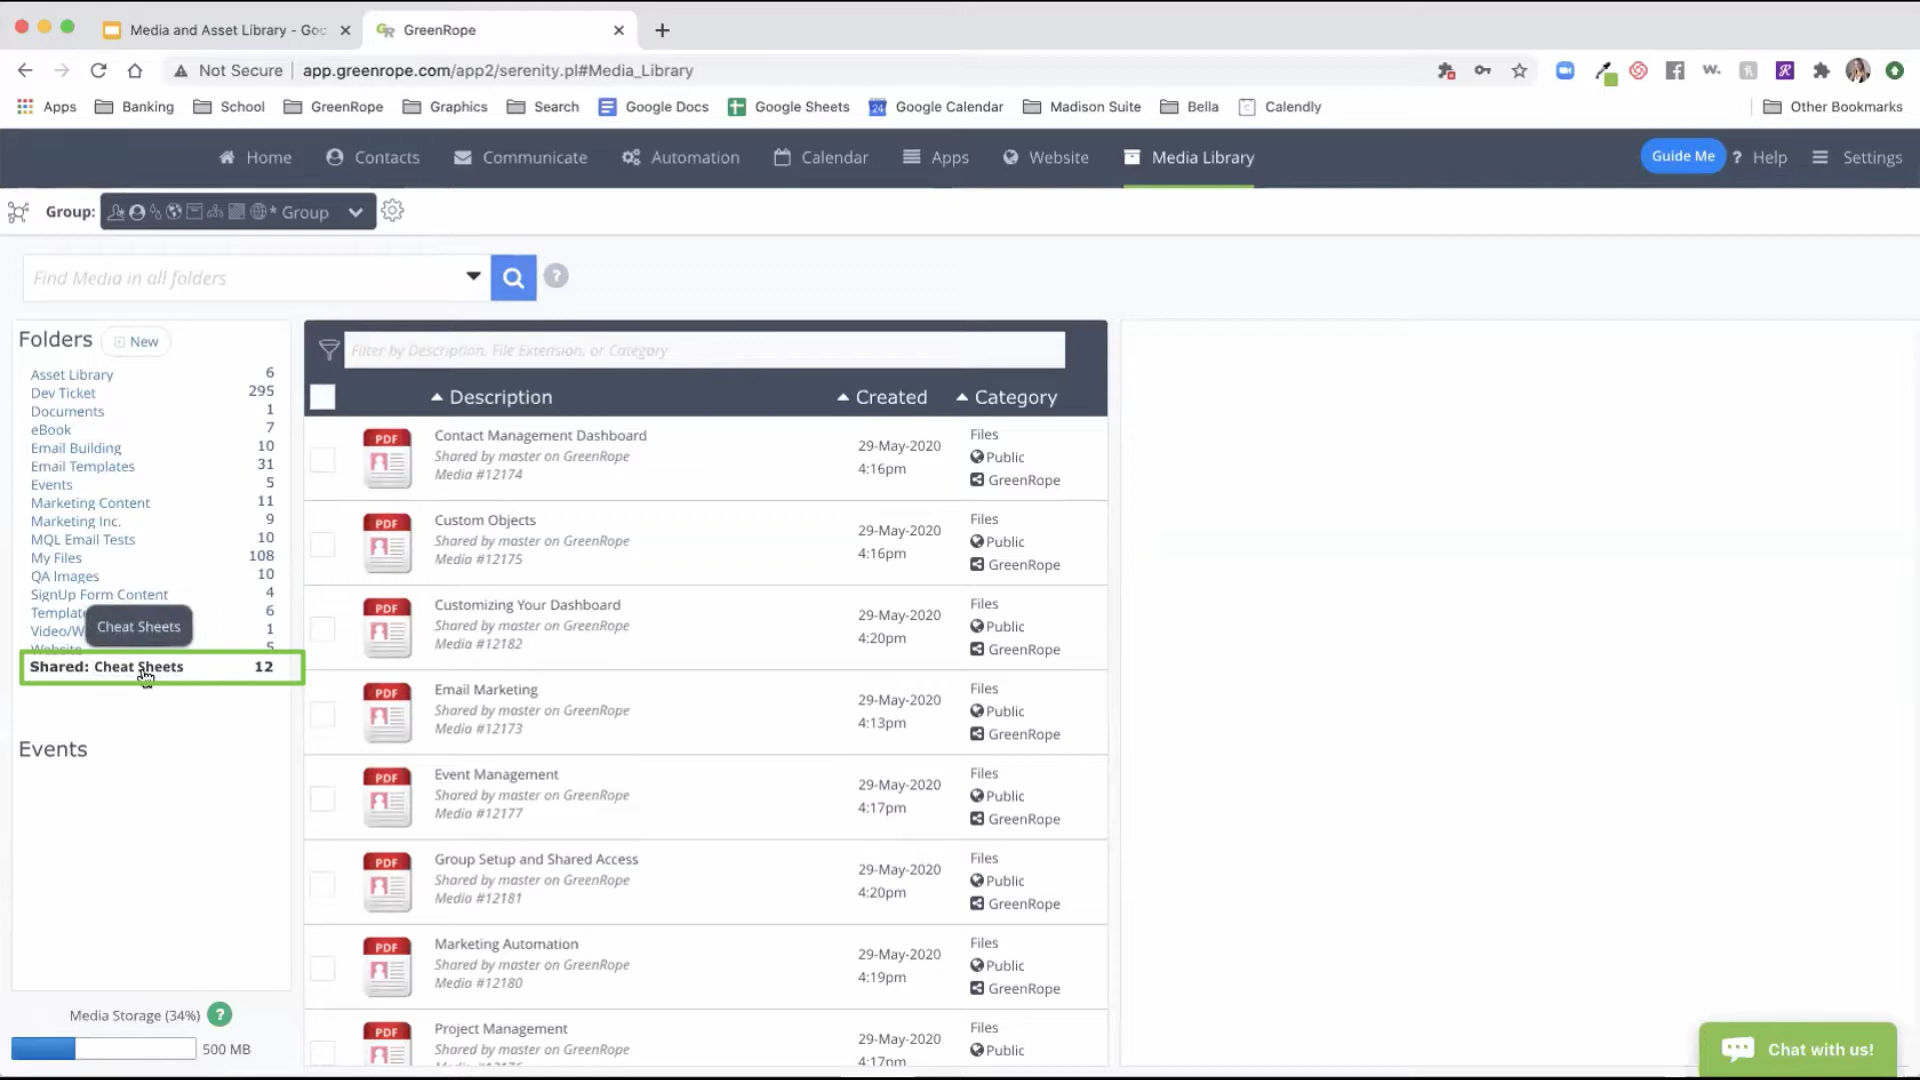 Media and Asset Library - Goo
GreenRope
Not Secure
app.greenrope.com/app2/serenity.pl#Media_Library
Apps
Banking
School
GreenRope
Graphics
Search
Google Docs
Google Sheets
24
Google Calendar
Madison Suite
Bella
Calendly
Other Bookmarks
Home
Contacts
Communicate
Automation
Calendar
Apps
Website
Media Library
Guide Me
? Help
Settings
Group:
* Group
Find Media in all folders
?
Folders
New
Asset Library 6
Dev Ticket 295
Documents 1
eBook 7
Email Building 10
Email Templates 31
Events 5
Marketing Content 11
Marketing Inc. 9
MQL Email Tests 10
My Files 108
QA Images 10
SignUp Form Content 4
Templat 6
Video/W 1
Website 5
Cheat Sheets
Shared: Cheat Sheets 12
Events
Media Storage (34%) ?
500 MB
Filter by Description, File Extension, or Category
Description
Created
Category
PDF
Contact Management Dashboard
Shared by master on GreenRope
Media #12174
29-May-2020
4:16pm
Files
Public
GreenRope
PDF
Custom Objects
Shared by master on GreenRope
Media #12175
29-May-2020
4:16pm
Files
Public
GreenRope
PDF
Customizing Your Dashboard
Shared by master on GreenRope
Media #12182
29-May-2020
4:20pm
Files
Public
GreenRope
PDF
Email Marketing
Shared by master on GreenRope
Media #12173
29-May-2020
4:13pm
Files
Public
GreenRope
PDF
Event Management
Shared by master on GreenRope
Media #12177
29-May-2020
4:17pm
Files
Public
GreenRope
PDF
Group Setup and Shared Access
Shared by master on GreenRope
Media #12181
29-May-2020
4:20pm
Files
Public
GreenRope
PDF
Marketing Automation
Shared by master on GreenRope
Media #12180
29-May-2020
4:19pm
Files
Public
GreenRope
PDF
Project Management
Shared by master on GreenRope
29-May-2020
4:17pm
Files
Public
Chat with us!